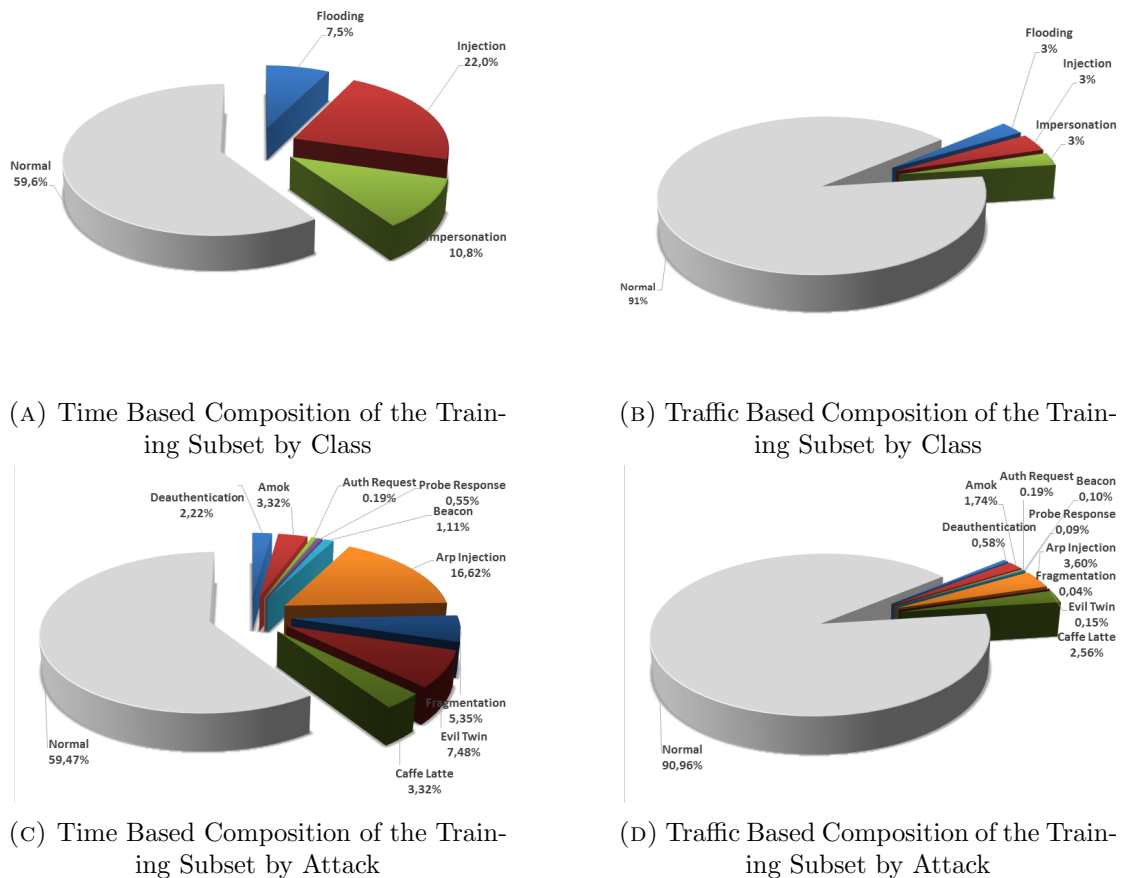 Flooding
7,5%
Injection
22,0%
Normal
59,6%
Impersonation
10,8%
Flooding
3%
Injection
3%
Impersonation
3%
Normal
91%
(A) Time Based Composition of the Train-
ing Subset by Class
(B) Traffic Based Composition of the Train-
ing Subset by Class
Deauthentication
2,22%
Amok
3,32%
Auth Request
0.19%
Probe Response
0,55%
Beacon
1,11%
Arp Injection
16,62%
Fragmentation
5,35%
Evil Twin
7,48%
Caffe Latte
3,32%
Normal
59,47%
Amok
1,74%
Auth Request
0.19%
Beacon
0,10%
Probe Response
0,09%
Deauthentication
0,58%
Arp Injection
3,60%
Fragmentation
0,04%
Evil Twin
0,15%
Caffe Latte
2,56%
Normal
90,96%
(C) Time Based Composition of the Train-
ing Subset by Attack
(D) Traffic Based Composition of the Train-
ing Subset by Attack